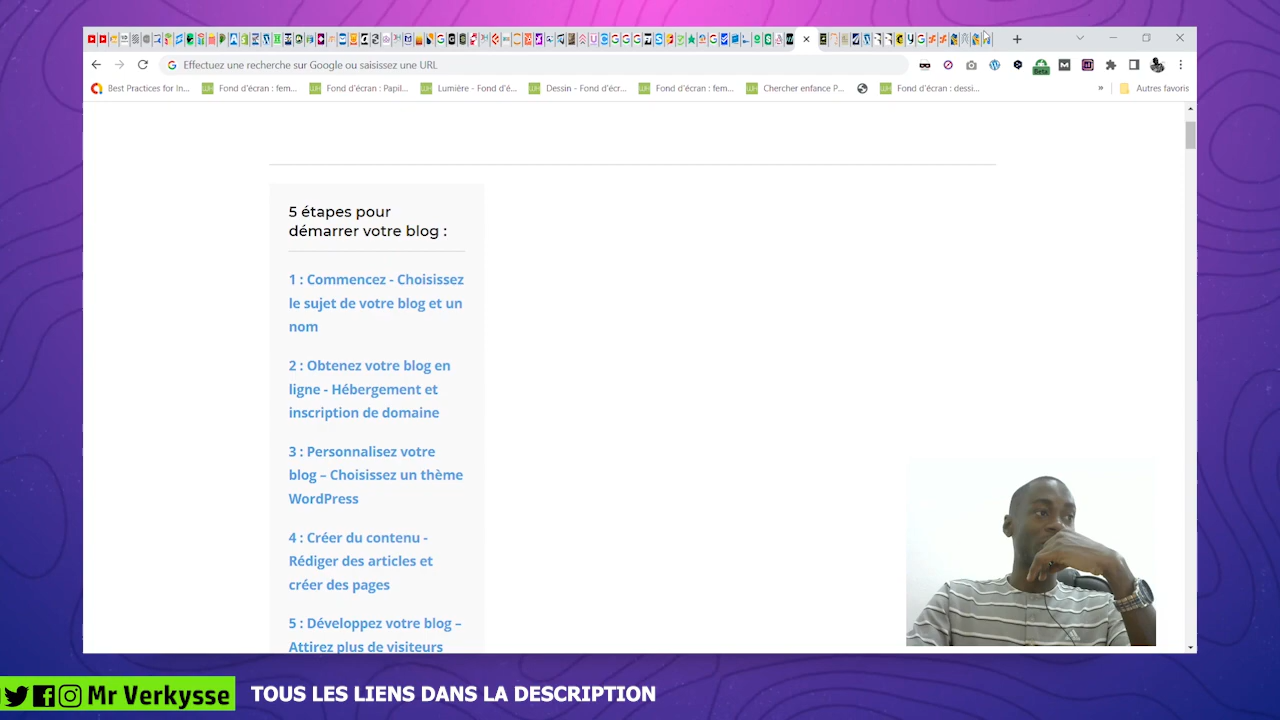 Effectuez une recherche sur Google ou saisissez une URL
Best Practices for In...
Fond d'écran : fem...
Fond d'écran : Papil...
Lumière - Fond d'é...
Dessin - Fond d'écr...
Fond d'écran : fem...
Chercher enfance P...
Fond d'écran : dessi...
»
Autres favoris
Beta
5 étapes pour
démarrer votre blog :
1 : Commencez - Choisissez
le sujet de votre blog et un
nom
2 : Obtenez votre blog en
ligne - Hébergement et
inscription de domaine
3 : Personnalisez votre
blog – Choisissez un thème
WordPress
4 : Créer du contenu -
Rédiger des articles et
créer des pages
5 : Développez votre blog –
Attirez plus de visiteurs
Mr Verkysse
TOUS LES LIENS DANS LA DESCRIPTION